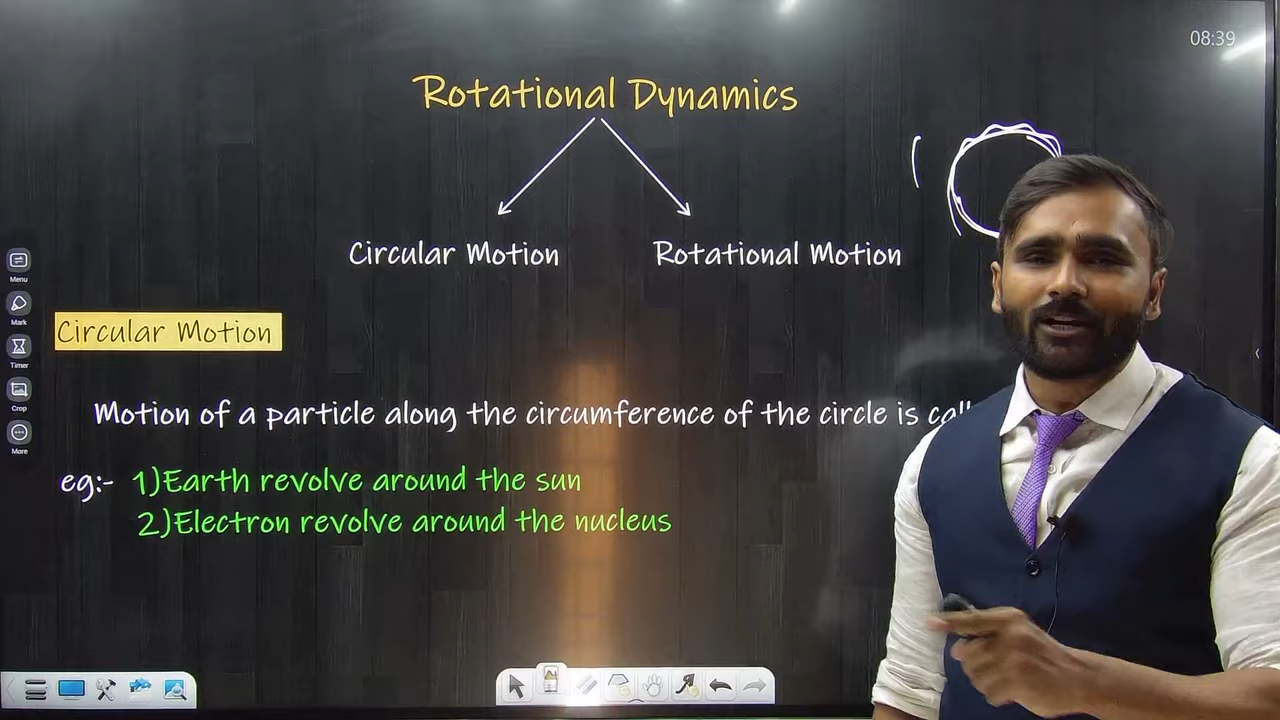 08:39
Rotational Dynamics
Circular Motion Rotational Motion
Circular Motion
Motion of a particle along the circumference of the circle is
eg:- 1)Earth revolve around the sun
2)Electron revolve around the nucleus
Menu
Mark
Timer
Crop
More